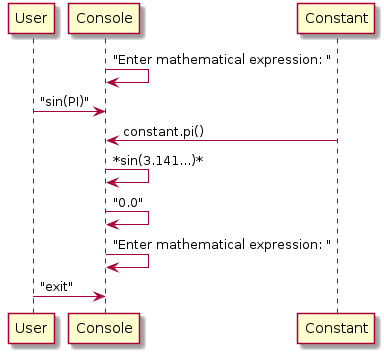 User Console Constant
"Enter mathematical expression: "
"sin(PI)"
constant.pi()
*sin(3.141...)*
"0.0"
"Enter mathematical expression: "
"exit"
User Console Constant